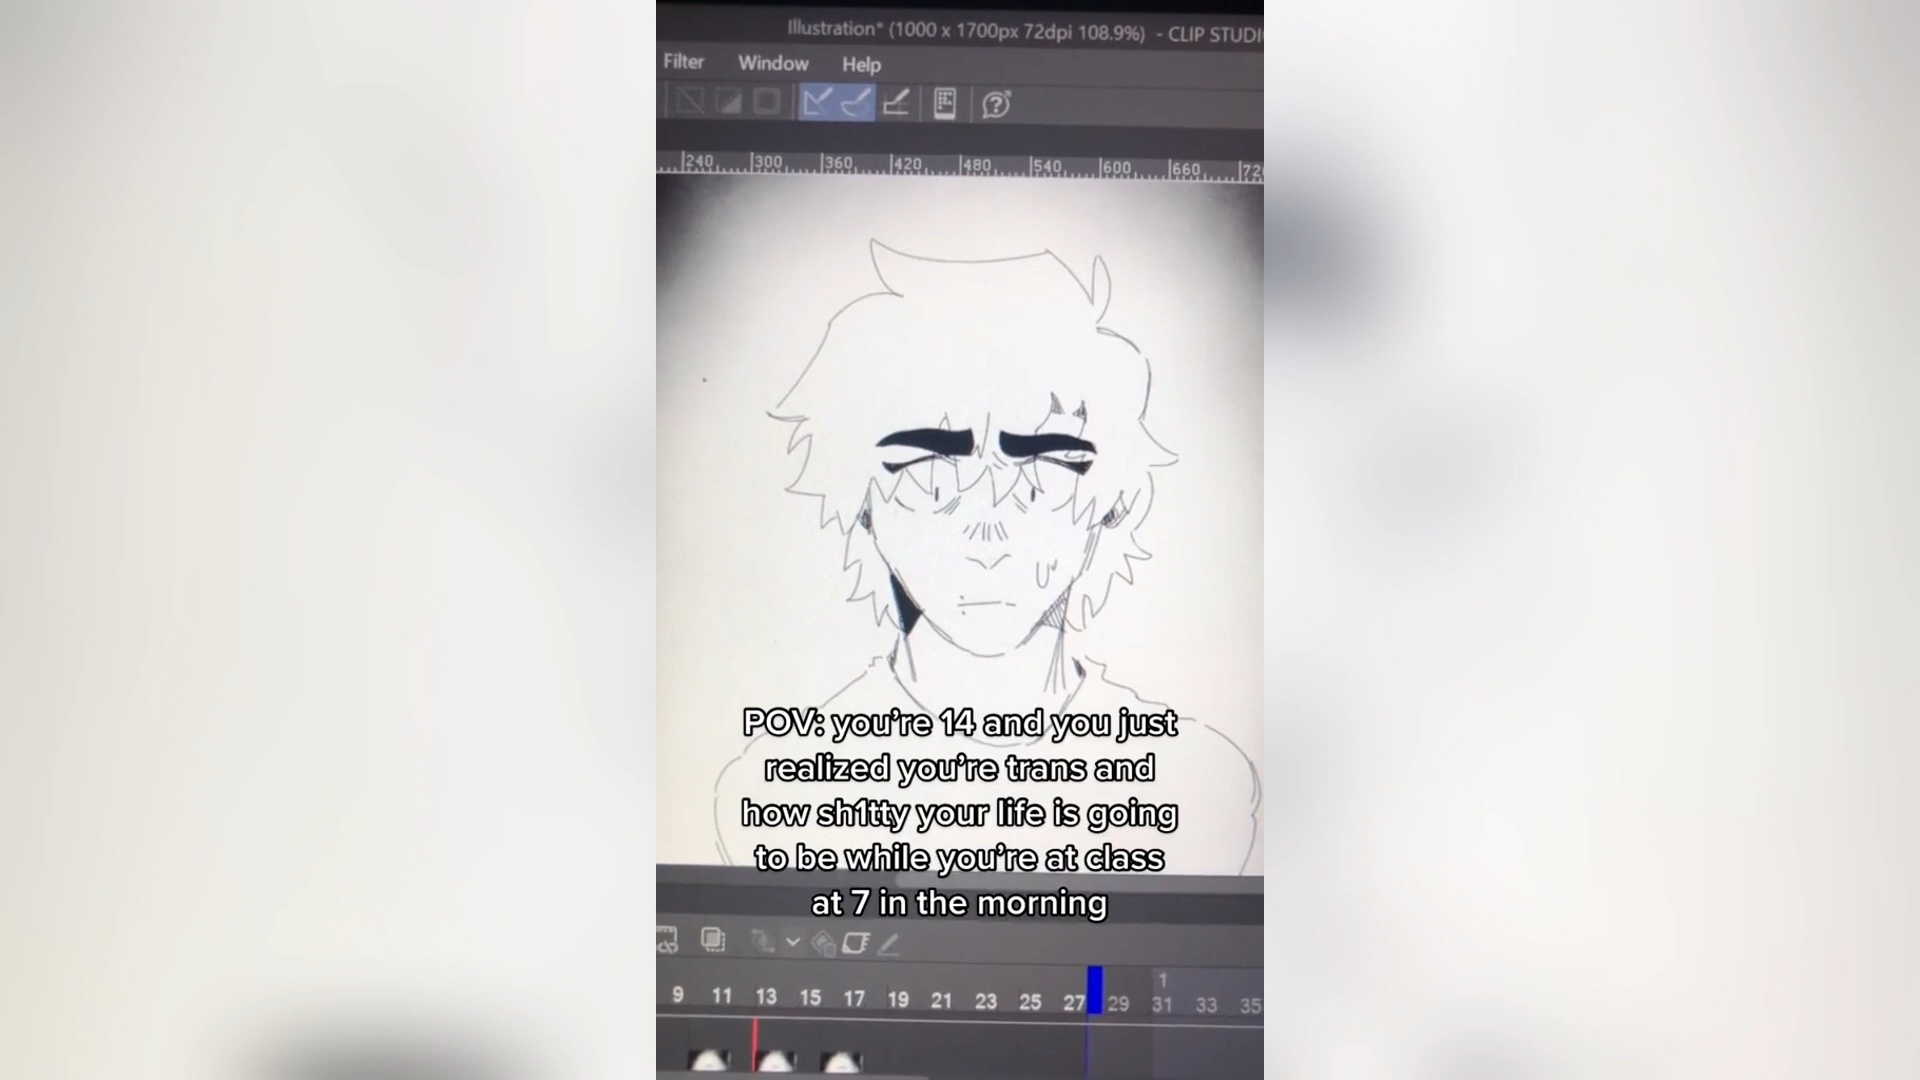 Illustration* (1000 x 1700px 72dpi 108.9%) - CLIP STUDI
Filter Window Help
240 300 360 420 480 540 600 660 72
POV: you're 14 and you just
realized you're trans and
how sh1tty your life is going
to be while you're at class
at 7 in the morning
1
9 11 13 15 17 19 21 23 25 27 29 31 33 35